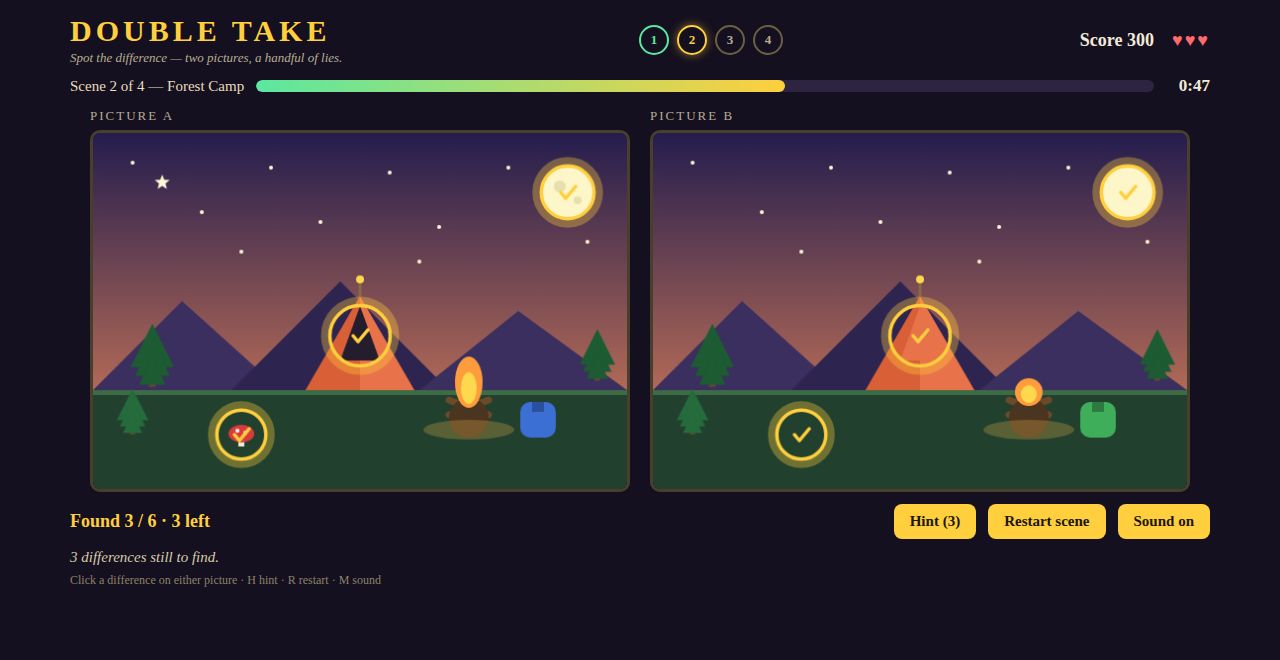 DOUBLE TAKE
Spot the difference — two pictures, a handful of lies.
1 2 3 4
Score 300 ♥♥♥
Scene 2 of 4 — Forest Camp
0:47
PICTURE A
PICTURE B
Found 3 / 6 · 3 left
Hint (3)
Restart scene
Sound on
3 differences still to find.
Click a difference on either picture · H hint · R restart · M sound